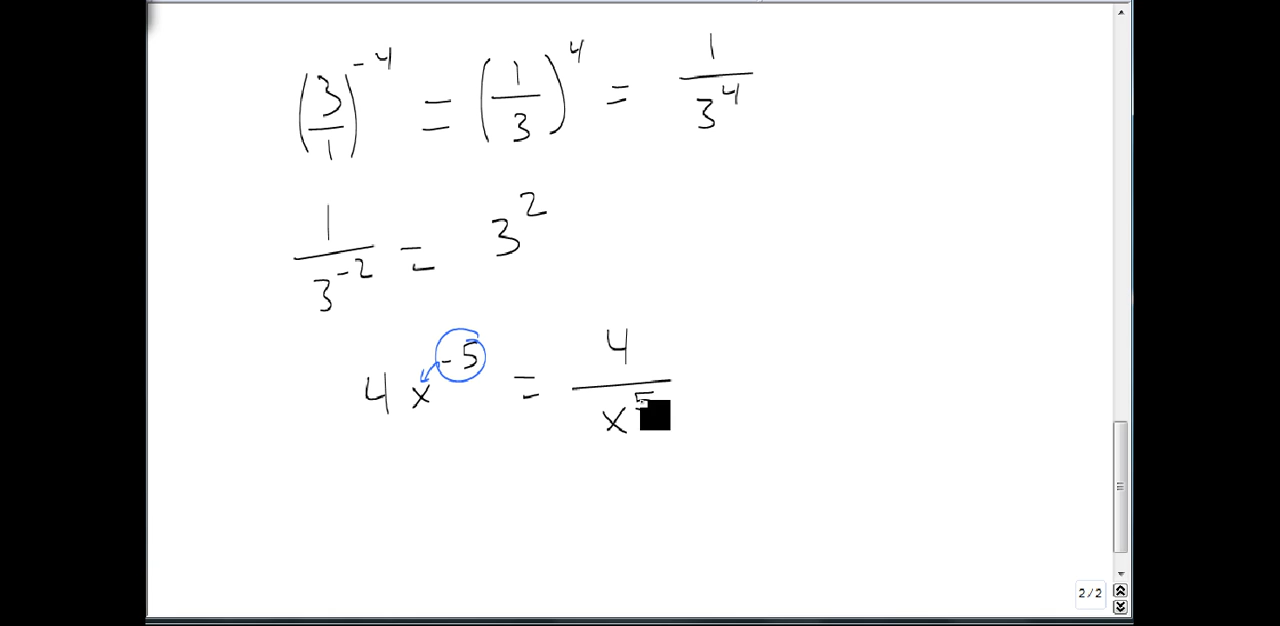 (3/1)^-4 = (1/3)^4 = 1/3^4
1/3^-2 = 3^2
4x^-5 = 4/x^5
2/2